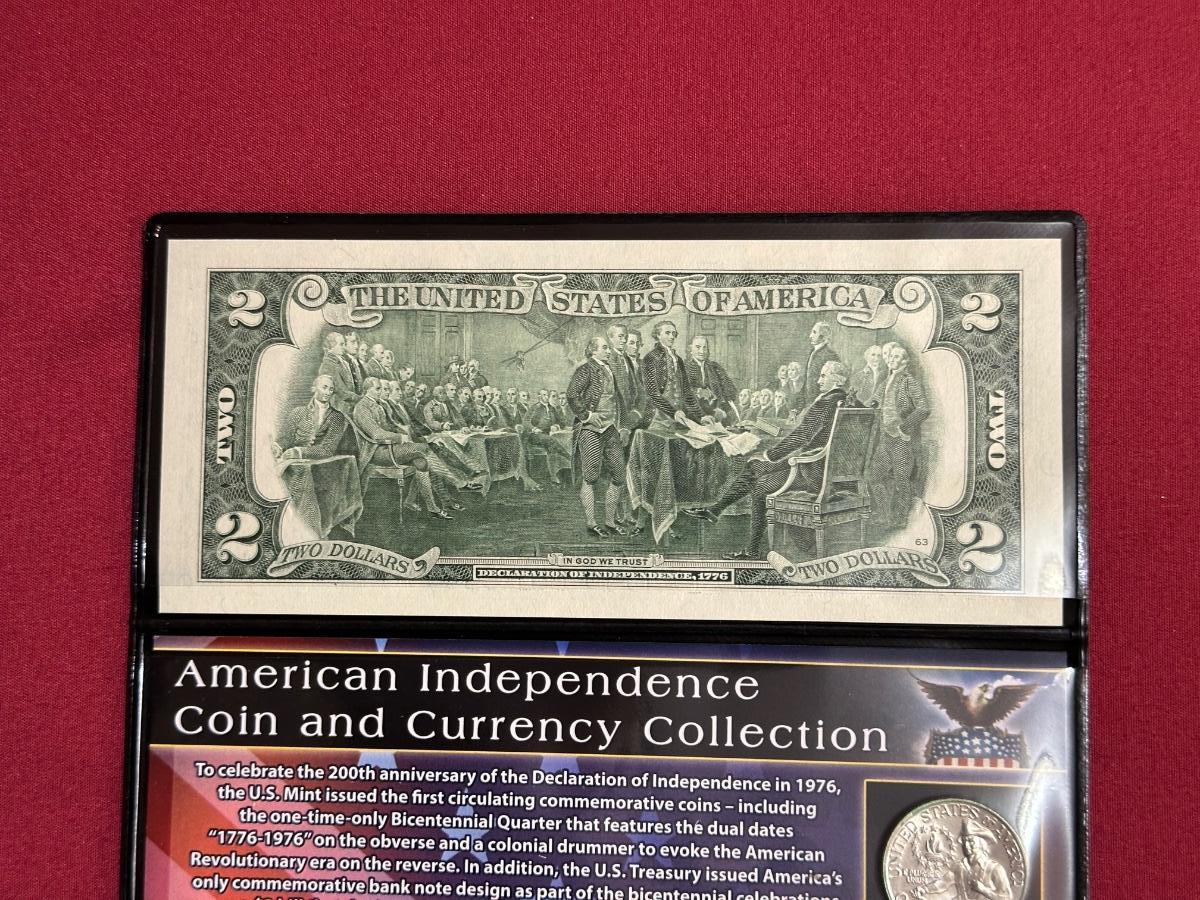 2 THE UNITED STATES OF AMERICA 2
TWO TWO
2 TWO DOLLARS IN GOD WE TRUST TWO DOLLARS 63 2
DECLARATION OF INDEPENDENCE, 1776
American Independence
Coin and Currency Collection
To celebrate the 200th anniversary of the Declaration of Independence in 1976,
the U.S. Mint issued the first circulating commemorative coins – including
the one-time-only Bicentennial Quarter that features the dual dates
"1776-1976" on the obverse and a colonial drummer to evoke the American
Revolutionary era on the reverse. In addition, the U.S. Treasury issued America's
only commemorative bank note design as part of the bicentennial celebrations
UNITED STATES OF AMERICA